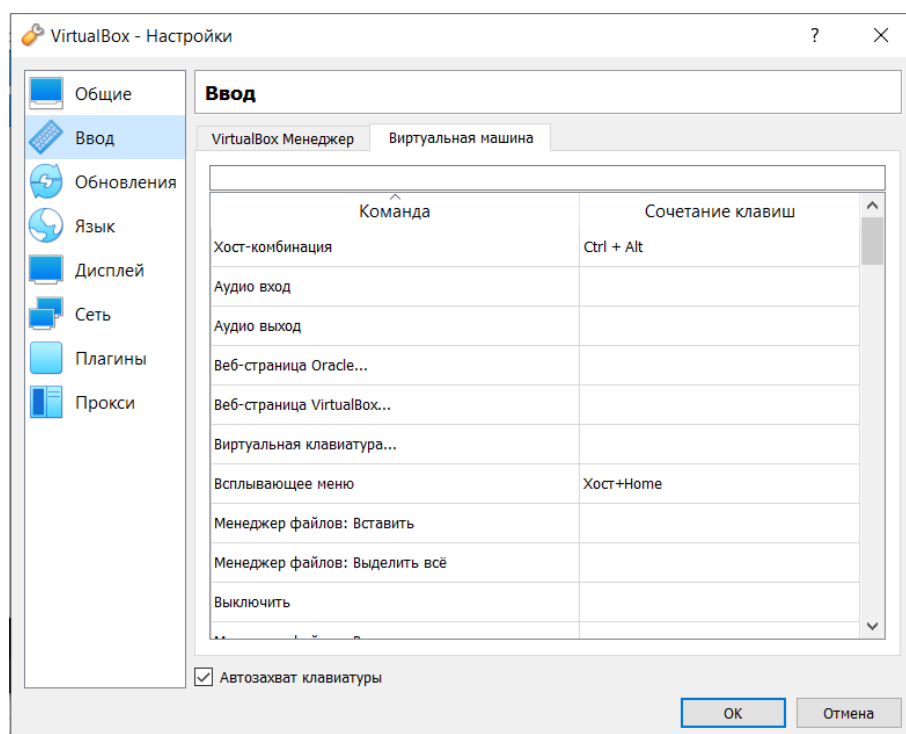 VirtualBox - Настройки
Общие
Ввод
Обновления
Язык
Дисплей
Сеть
Плагины
Прокси
Ввод
VirtualBox Менеджер Виртуальная машина
Команда Сочетание клавиш
Хост-комбинация Ctrl + Alt
Аудио вход
Аудио выход
Веб-страница Oracle...
Веб-страница VirtualBox...
Виртуальная клавиатура...
Всплывающее меню Хост+Home
Менеджер файлов: Вставить
Менеджер файлов: Выделить всё
Выключить
Автозахват клавиатуры
OK Отмена